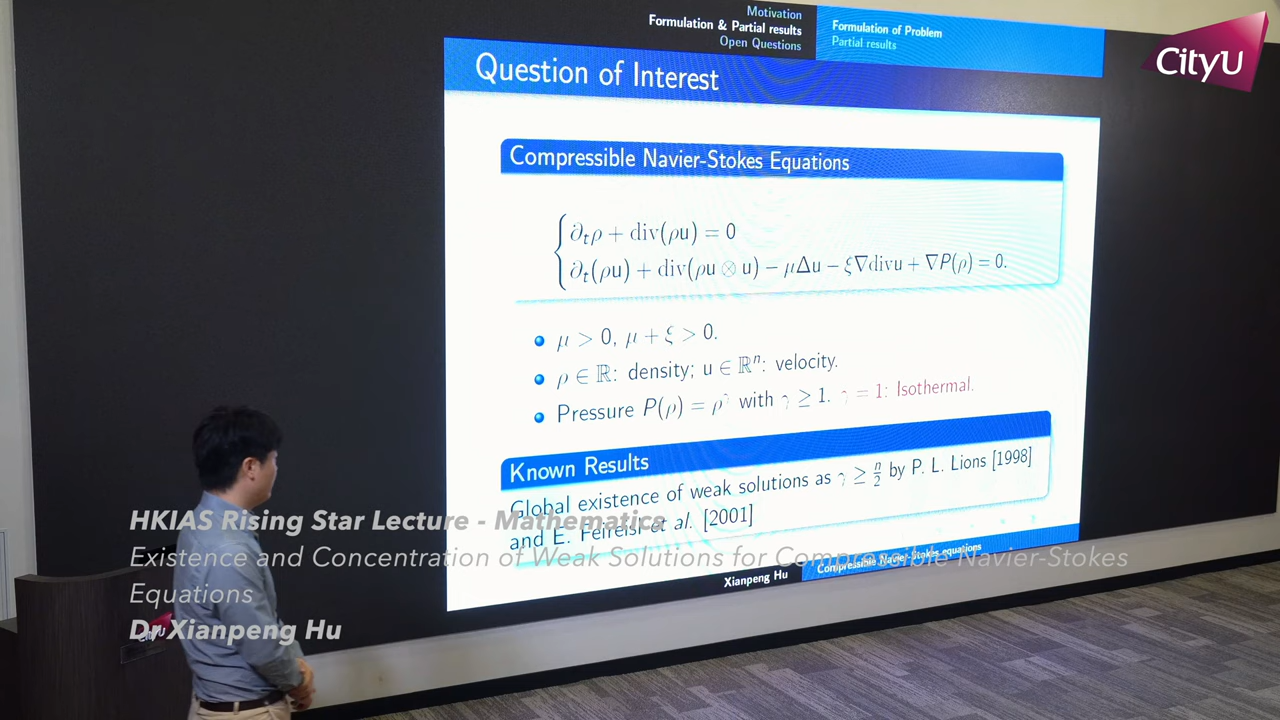 Motivation
Formulation & Partial results
Open Questions
Formulation of Problem
Partial results
CityU
Question of Interest
Compressible Navier-Stokes Equations
∂ₜρ + div(ρu) = 0
∂ₜ(ρu) + div(ρu ⊗ u) − μΔu − ξ∇divu + ∇P(ρ) = 0.
μ > 0, μ + ξ > 0.
ρ ∈ ℝ: density; u ∈ ℝⁿ: velocity.
Pressure P(ρ) = ρ^γ with γ ≥ 1. γ = 1: Isothermal.
Known Results
Global existence of weak solutions as γ ≥ n/2 by P. L. Lions [1998]
and E. Feireisl et al. [2001]
Xianpeng Hu
Compressible Navier-Stokes equations
HKIAS Rising Star Lecture - Mathematics
Existence and Concentration of Weak Solutions for Compressible Navier-Stokes
Equations
Dr Xianpeng Hu
CityU